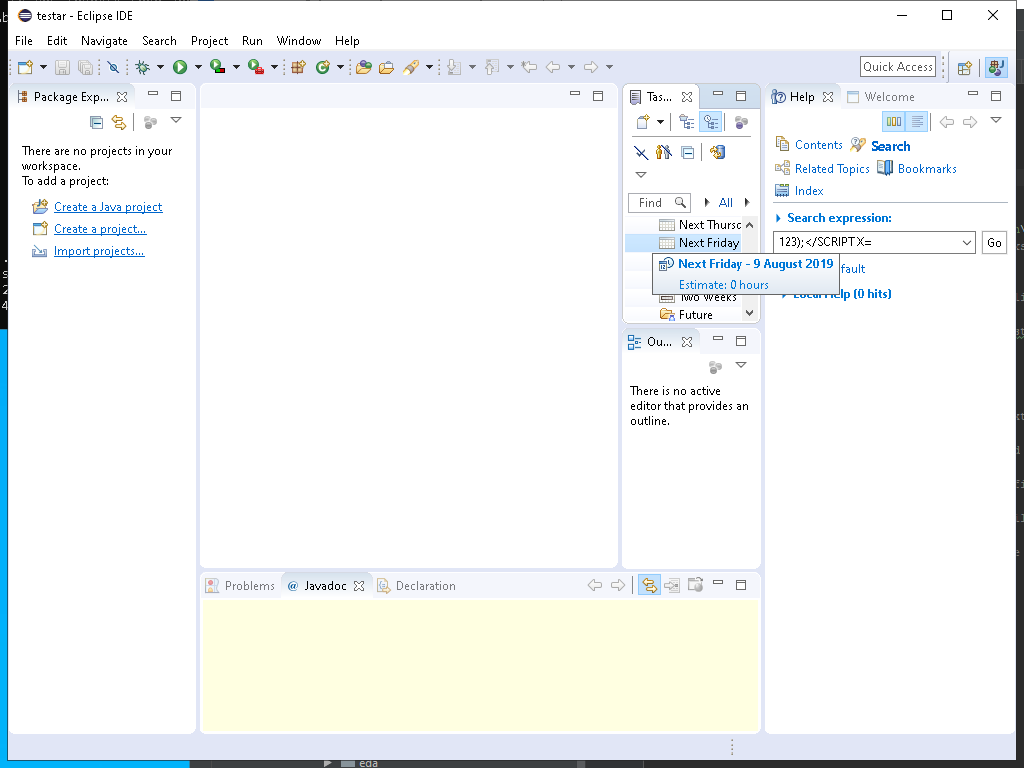 testar - Eclipse IDE
File Edit Navigate Search Project Run Window Help
Quick Access
Package Exp...
There are no projects in your
workspace.
To add a project:
Create a Java project
Create a project...
Import projects...
Tas...
Find
All
Next Thursc
Next Friday
Next Friday - 9 August 2019
Estimate: 0 hours
Two Weeks
Future
Ou...
There is no active
editor that provides an
outline.
Help
Welcome
Contents
Search
Related Topics
Bookmarks
Index
Search expression:
123);</SCRIPT X=
Go
fault
Local Help (0 hits)
Problems
@ Javadoc
Declaration
eda